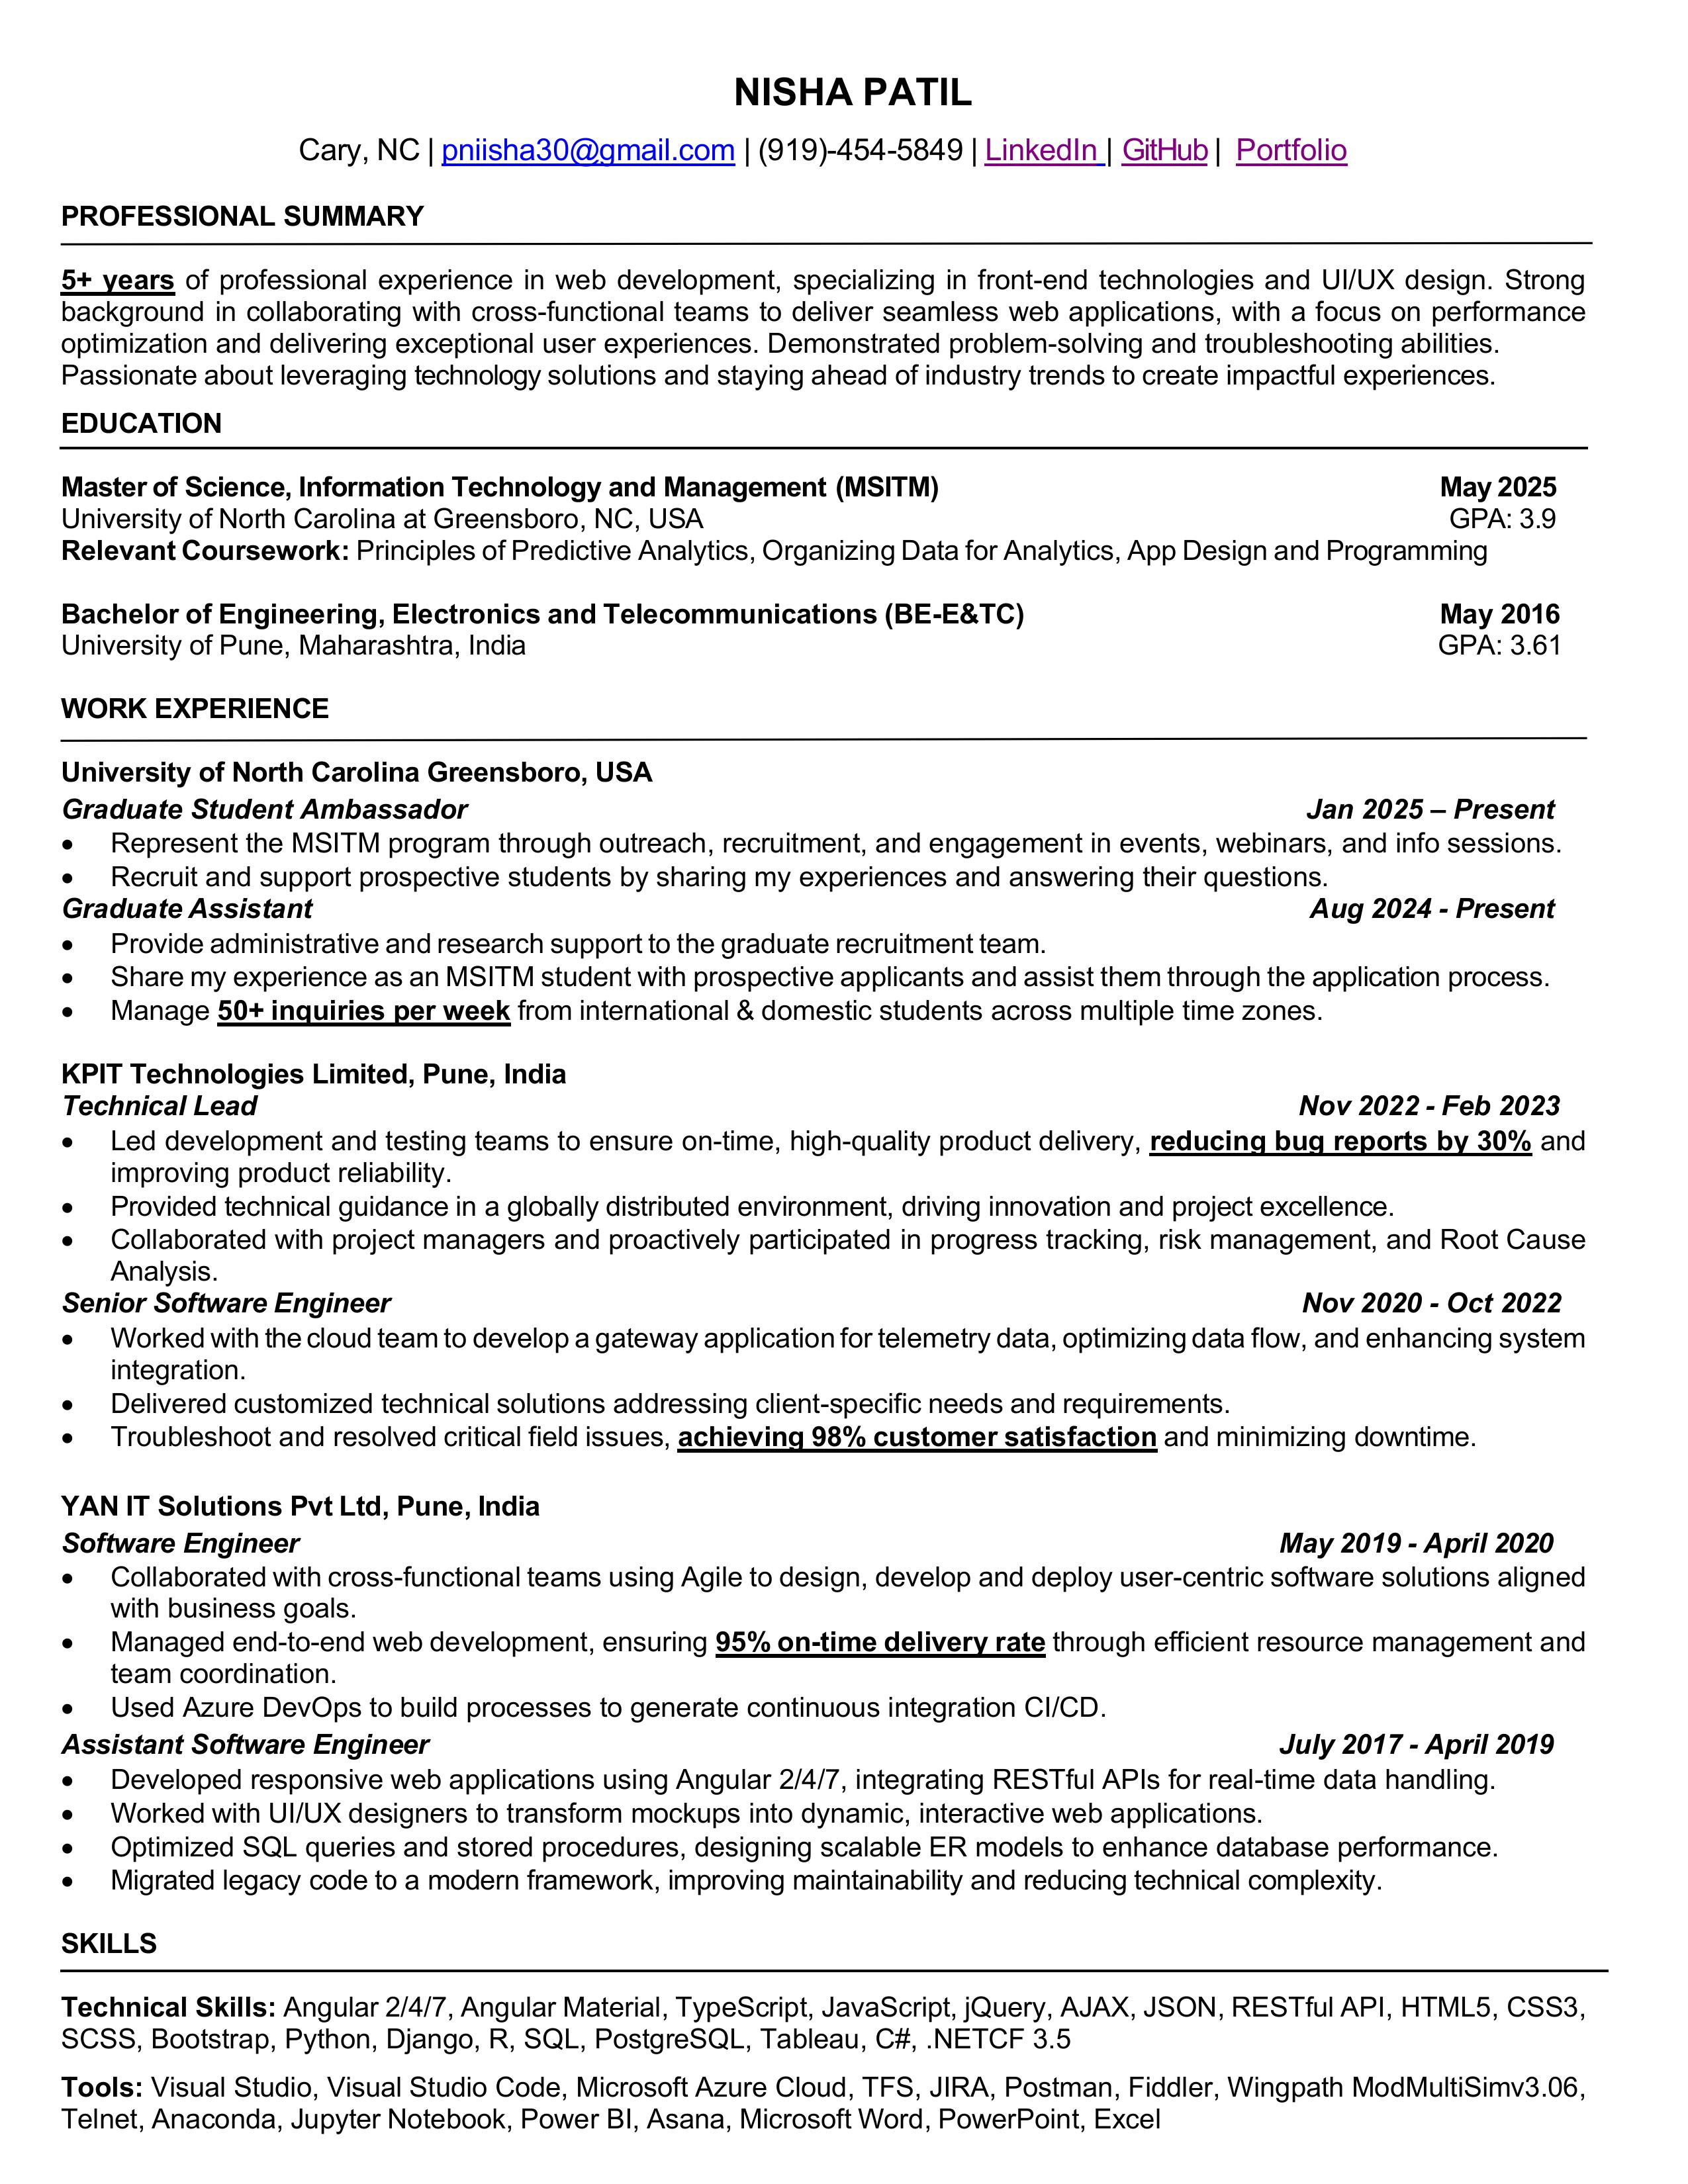 NISHA PATIL
Cary, NC | pniisha30@gmail.com | (919)-454-5849 | LinkedIn | GitHub | Portfolio
PROFESSIONAL SUMMARY
5+ years of professional experience in web development, specializing in front-end technologies and UI/UX design. Strong
background in collaborating with cross-functional teams to deliver seamless web applications, with a focus on performance
optimization and delivering exceptional user experiences. Demonstrated problem-solving and troubleshooting abilities.
Passionate about leveraging technology solutions and staying ahead of industry trends to create impactful experiences.
EDUCATION
Master of Science, Information Technology and Management (MSITM) May 2025
University of North Carolina at Greensboro, NC, USA GPA: 3.9
Relevant Coursework: Principles of Predictive Analytics, Organizing Data for Analytics, App Design and Programming
Bachelor of Engineering, Electronics and Telecommunications (BE-E&TC) May 2016
University of Pune, Maharashtra, India GPA: 3.61
WORK EXPERIENCE
University of North Carolina Greensboro, USA
Graduate Student Ambassador Jan 2025 – Present
• Represent the MSITM program through outreach, recruitment, and engagement in events, webinars, and info sessions.
• Recruit and support prospective students by sharing my experiences and answering their questions.
Graduate Assistant Aug 2024 - Present
• Provide administrative and research support to the graduate recruitment team.
• Share my experience as an MSITM student with prospective applicants and assist them through the application process.
• Manage 50+ inquiries per week from international & domestic students across multiple time zones.
KPIT Technologies Limited, Pune, India
Technical Lead Nov 2022 - Feb 2023
• Led development and testing teams to ensure on-time, high-quality product delivery, reducing bug reports by 30% and
improving product reliability.
• Provided technical guidance in a globally distributed environment, driving innovation and project excellence.
• Collaborated with project managers and proactively participated in progress tracking, risk management, and Root Cause
Analysis.
Senior Software Engineer Nov 2020 - Oct 2022
• Worked with the cloud team to develop a gateway application for telemetry data, optimizing data flow, and enhancing system
integration.
• Delivered customized technical solutions addressing client-specific needs and requirements.
• Troubleshoot and resolved critical field issues, achieving 98% customer satisfaction and minimizing downtime.
YAN IT Solutions Pvt Ltd, Pune, India
Software Engineer May 2019 - April 2020
• Collaborated with cross-functional teams using Agile to design, develop and deploy user-centric software solutions aligned
with business goals.
• Managed end-to-end web development, ensuring 95% on-time delivery rate through efficient resource management and
team coordination.
• Used Azure DevOps to build processes to generate continuous integration CI/CD.
Assistant Software Engineer July 2017 - April 2019
• Developed responsive web applications using Angular 2/4/7, integrating RESTful APIs for real-time data handling.
• Worked with UI/UX designers to transform mockups into dynamic, interactive web applications.
• Optimized SQL queries and stored procedures, designing scalable ER models to enhance database performance.
• Migrated legacy code to a modern framework, improving maintainability and reducing technical complexity.
SKILLS
Technical Skills: Angular 2/4/7, Angular Material, TypeScript, JavaScript, jQuery, AJAX, JSON, RESTful API, HTML5, CSS3,
SCSS, Bootstrap, Python, Django, R, SQL, PostgreSQL, Tableau, C#, .NETCF 3.5
Tools: Visual Studio, Visual Studio Code, Microsoft Azure Cloud, TFS, JIRA, Postman, Fiddler, Wingpath ModMultiSimv3.06,
Telnet, Anaconda, Jupyter Notebook, Power BI, Asana, Microsoft Word, PowerPoint, Excel